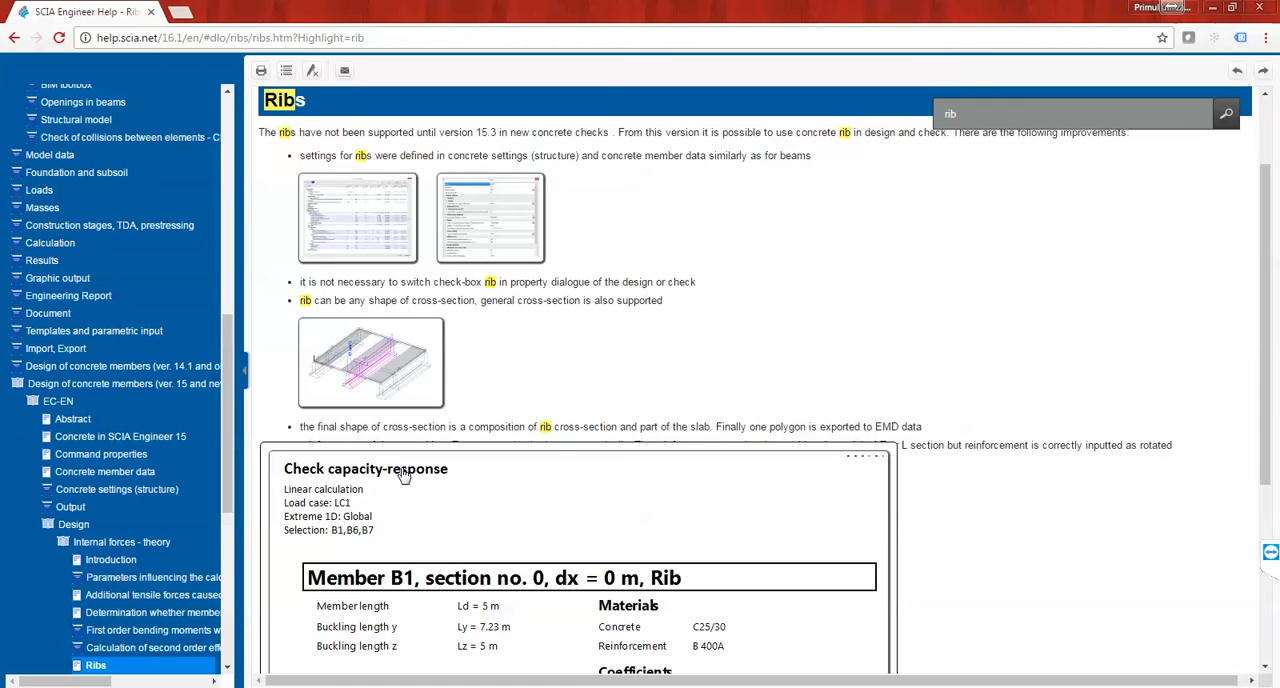 SCIA Engineer Help - Rib
help.scia.net/16.1/en/#dlo/ribs/ribs.htm?Highlight=rib
BIM toolbox
Openings in beams
Structural model
Check of collisions between elements - C
Model data
Foundation and subsoil
Loads
Masses
Construction stages, TDA, prestressing
Calculation
Results
Graphic output
Engineering Report
Document
Templates and parametric input
Import, Export
Design of concrete members (ver. 14.1 and o
Design of concrete members (ver. 15 and new
EC-EN
Abstract
Concrete in SCIA Engineer 15
Command properties
Concrete member data
Concrete settings (structure)
Output
Design
Internal forces - theory
Introduction
Parameters influencing the calc
Additional tensile forces caused
Determination whether membe
First order bending moments w
Calculation of second order eff
Ribs
Ribs
rib
The ribs have not been supported until version 15.3 in new concrete checks . From this version it is possible to use concrete rib in design and check. There are the following improvements:
settings for ribs were defined in concrete settings (structure) and concrete member data similarly as for beams
it is not necessary to switch check-box rib in property dialogue of the design or check
rib can be any shape of cross-section, general cross-section is also supported
the final shape of cross-section is a composition of rib cross-section and part of the slab. Finally one polygon is exported to EMD data
L section but reinforcement is correctly inputted as rotated
Check capacity-response
Linear calculation
Load case: LC1
Extreme 1D: Global
Selection: B1,B6,B7
Member B1, section no. 0, dx = 0 m, Rib
Member length Ld = 5 m Materials
Buckling length y Ly = 7.23 m Concrete C25/30
Buckling length z Lz = 5 m Reinforcement B 400A
Coefficients